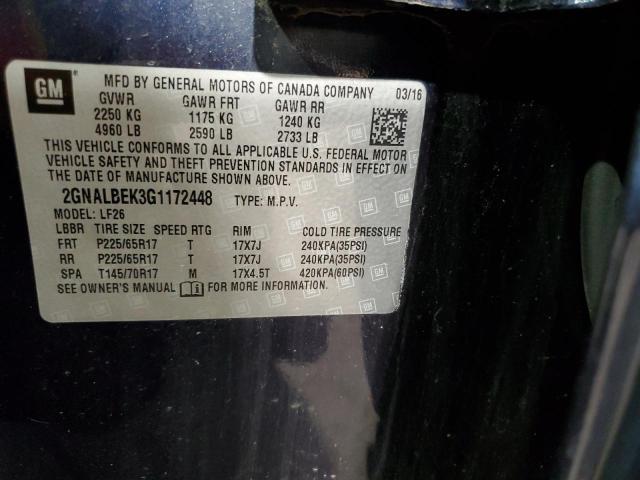 GM ® MFD BY GENERAL MOTORS OF CANADA COMPANY 03/16
GVWR GAWR FRT GAWR RR
2250 KG 1175 KG 1240 KG
4960 LB 2590 LB 2733 LB
THIS VEHICLE CONFORMS TO ALL APPLICABLE U.S. FEDERAL MOTOR
VEHICLE SAFETY AND THEFT PREVENTION STANDARDS IN EFFECT ON
THE DATE OF MANUFACTURE SHOWN ABOVE.
2GNALBEK3G1172448 TYPE: M.P.V.
MODEL: LF26
LBBR TIRE SIZE SPEED RTG RIM COLD TIRE PRESSURE
FRT P225/65R17 T 17X7J 240KPA(35PSI)
RR P225/65R17 T 17X7J 240KPA(35PSI)
SPA T145/70R17 M 17X4.5T 420KPA(60PSI)
SEE OWNER'S MANUAL FOR MORE INFORMATION.